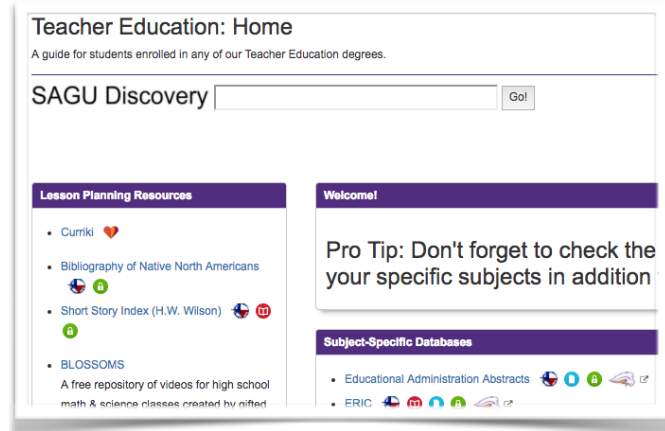 Teacher Education: Home
A guide for students enrolled in any of our Teacher Education degrees.
SAGU Discovery
Go!
Lesson Planning Resources
Curriki
Bibliography of Native North Americans
Short Story Index (H.W. Wilson)
BLOSSOMS
A free repository of videos for high school
math & science classes created by gifted
Welcome!
Pro Tip: Don't forget to check the
your specific subjects in addition
Subject-Specific Databases
Educational Administration Abstracts
ERIC